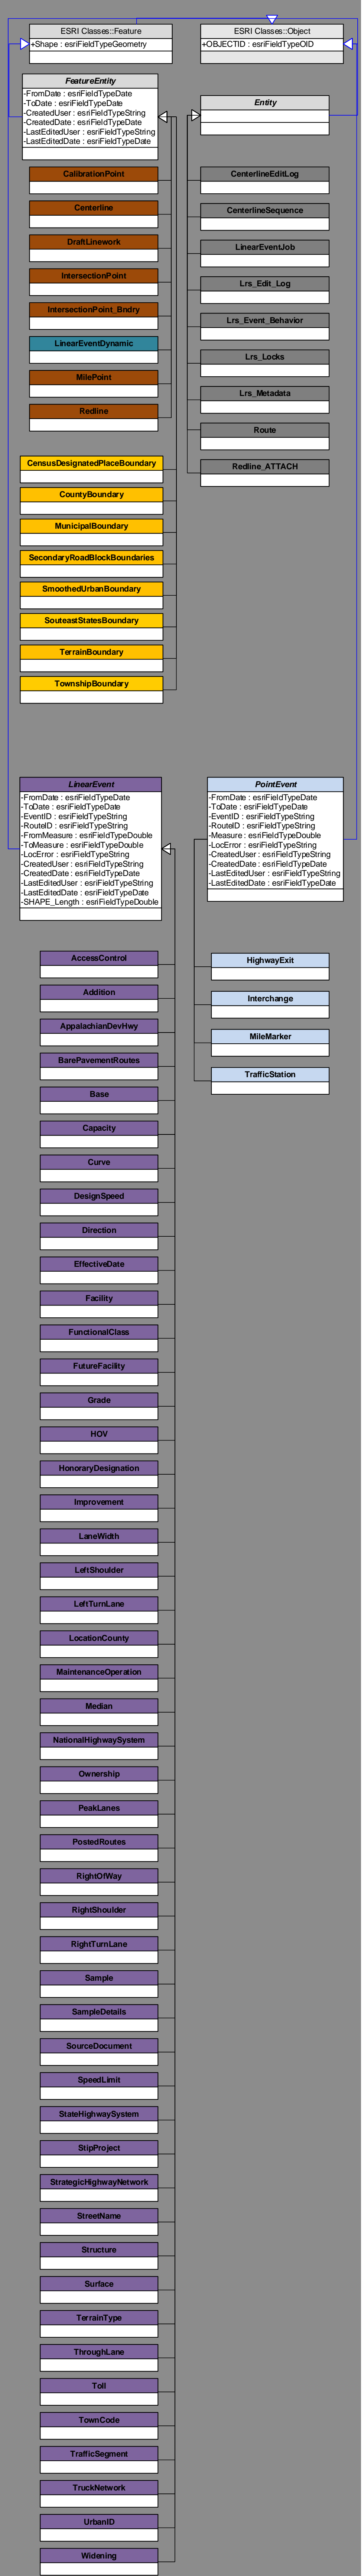 ESRI Classes::Feature
+Shape : esriFieldTypeGeometry
ESRI Classes::Object
+OBJECTID : esriFieldTypeOID
FeatureEntity
-FromDate : esriFieldTypeDate
-ToDate : esriFieldTypeDate
-CreatedUser : esriFieldTypeString
-CreatedDate : esriFieldTypeDate
-LastEditedUser : esriFieldTypeString
-LastEditedDate : esriFieldTypeDate
Entity
CalibrationPoint
Centerline
DraftLinework
IntersectionPoint
IntersectionPoint_Bndry
LinearEventDynamic
MilePoint
Redline
CenterlineEditLog
CenterlineSequence
LinearEventJob
Lrs_Edit_Log
Lrs_Event_Behavior
Lrs_Locks
Lrs_Metadata
Route
Redline_ATTACH
CensusDesignatedPlaceBoundary
CountyBoundary
MunicipalBoundary
SecondaryRoadBlockBoundaries
SmoothedUrbanBoundary
SouteastStatesBoundary
TerrainBoundary
TownshipBoundary
LinearEvent
-FromDate : esriFieldTypeDate
-ToDate : esriFieldTypeDate
-EventID : esriFieldTypeString
-RouteID : esriFieldTypeString
-FromMeasure : esriFieldTypeDouble
-ToMeasure : esriFieldTypeDouble
-LocError : esriFieldTypeString
-CreatedUser : esriFieldTypeString
-CreatedDate : esriFieldTypeDate
-LastEditedUser : esriFieldTypeString
-LastEditedDate : esriFieldTypeDate
-SHAPE_Length : esriFieldTypeDouble
PointEvent
-FromDate : esriFieldTypeDate
-ToDate : esriFieldTypeDate
-EventID : esriFieldTypeString
-RouteID : esriFieldTypeString
-Measure : esriFieldTypeDouble
-LocError : esriFieldTypeString
-CreatedUser : esriFieldTypeString
-CreatedDate : esriFieldTypeDate
-LastEditedUser : esriFieldTypeString
-LastEditedDate : esriFieldTypeDate
HighwayExit
Interchange
MileMarker
TrafficStation
AccessControl
Addition
AppalachianDevHwy
BarePavementRoutes
Base
Capacity
Curve
DesignSpeed
Direction
EffectiveDate
Facility
FunctionalClass
FutureFacility
Grade
HOV
HonoraryDesignation
Improvement
LaneWidth
LeftShoulder
LeftTurnLane
LocationCounty
MaintenanceOperation
Median
NationalHighwaySystem
Ownership
PeakLanes
PostedRoutes
RightOfWay
RightShoulder
RightTurnLane
Sample
SampleDetails
SourceDocument
SpeedLimit
StateHighwaySystem
StipProject
StrategicHighwayNetwork
StreetName
Structure
Surface
TerrainType
ThroughLane
Toll
TownCode
TrafficSegment
TruckNetwork
UrbanID
Widening